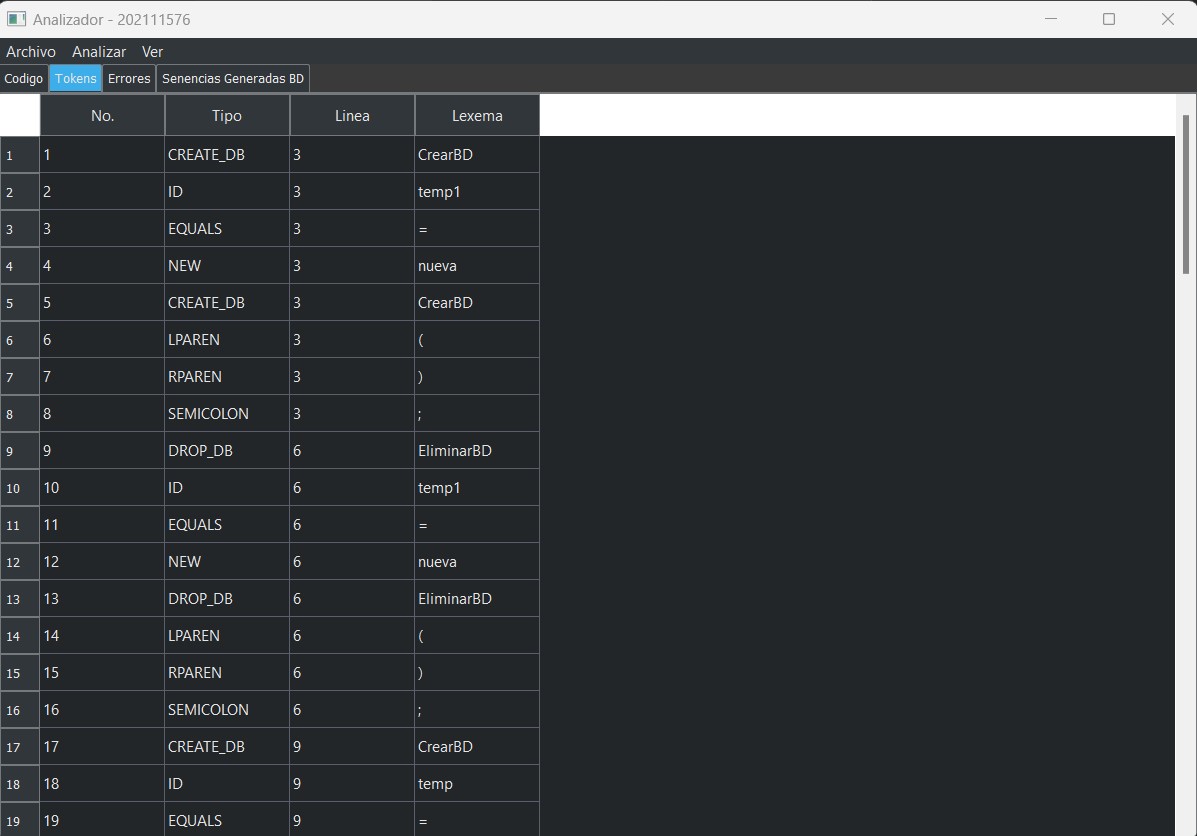 Analizador - 202111576
Archivo Analizar Ver
Codigo Tokens Errores Senencias Generadas BD
No. Tipo Linea Lexema
1 1 CREATE_DB 3 CrearBD
2 2 ID 3 temp1
3 3 EQUALS 3 =
4 4 NEW 3 nueva
5 5 CREATE_DB 3 CrearBD
6 6 LPAREN 3 (
7 7 RPAREN 3 )
8 8 SEMICOLON 3 ;
9 9 DROP_DB 6 EliminarBD
10 10 ID 6 temp1
11 11 EQUALS 6 =
12 12 NEW 6 nueva
13 13 DROP_DB 6 EliminarBD
14 14 LPAREN 6 (
15 15 RPAREN 6 )
16 16 SEMICOLON 6 ;
17 17 CREATE_DB 9 CrearBD
18 18 ID 9 temp
19 19 EQUALS 9 =